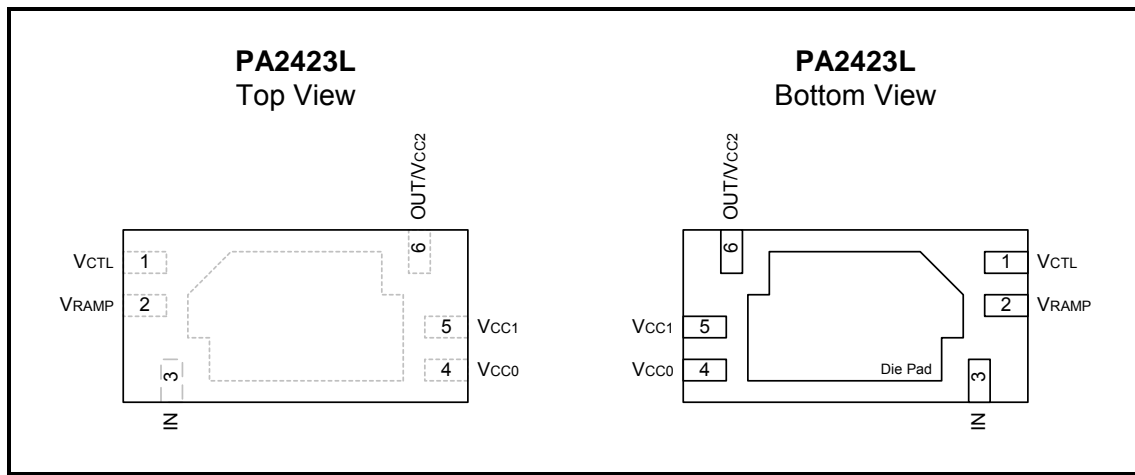 PA2423L
Top View
OUT/VCC2
6
VCTL 1
VRAMP 2
5 VCC1
4 VCC0
3
IN
PA2423L
Bottom View
OUT/VCC2
6
1 VCTL
2 VRAMP
VCC1 5
VCC0 4
Die Pad
3
IN